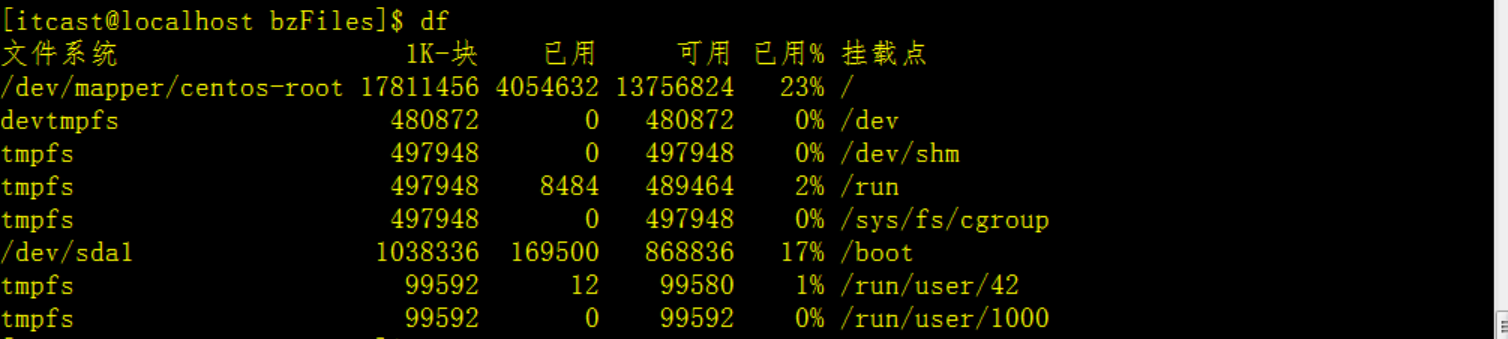 [itcast@localhost bzFiles]$ df
文件系统 1K-块 已用 可用 已用% 挂载点
/dev/mapper/centos-root 17811456 4054632 13756824 23% /
devtmpfs 480872 0 480872 0% /dev
tmpfs 497948 0 497948 0% /dev/shm
tmpfs 497948 8484 489464 2% /run
tmpfs 497948 0 497948 0% /sys/fs/cgroup
/dev/sda1 1038336 169500 868836 17% /boot
tmpfs 99592 12 99580 1% /run/user/42
tmpfs 99592 0 99592 0% /run/user/1000